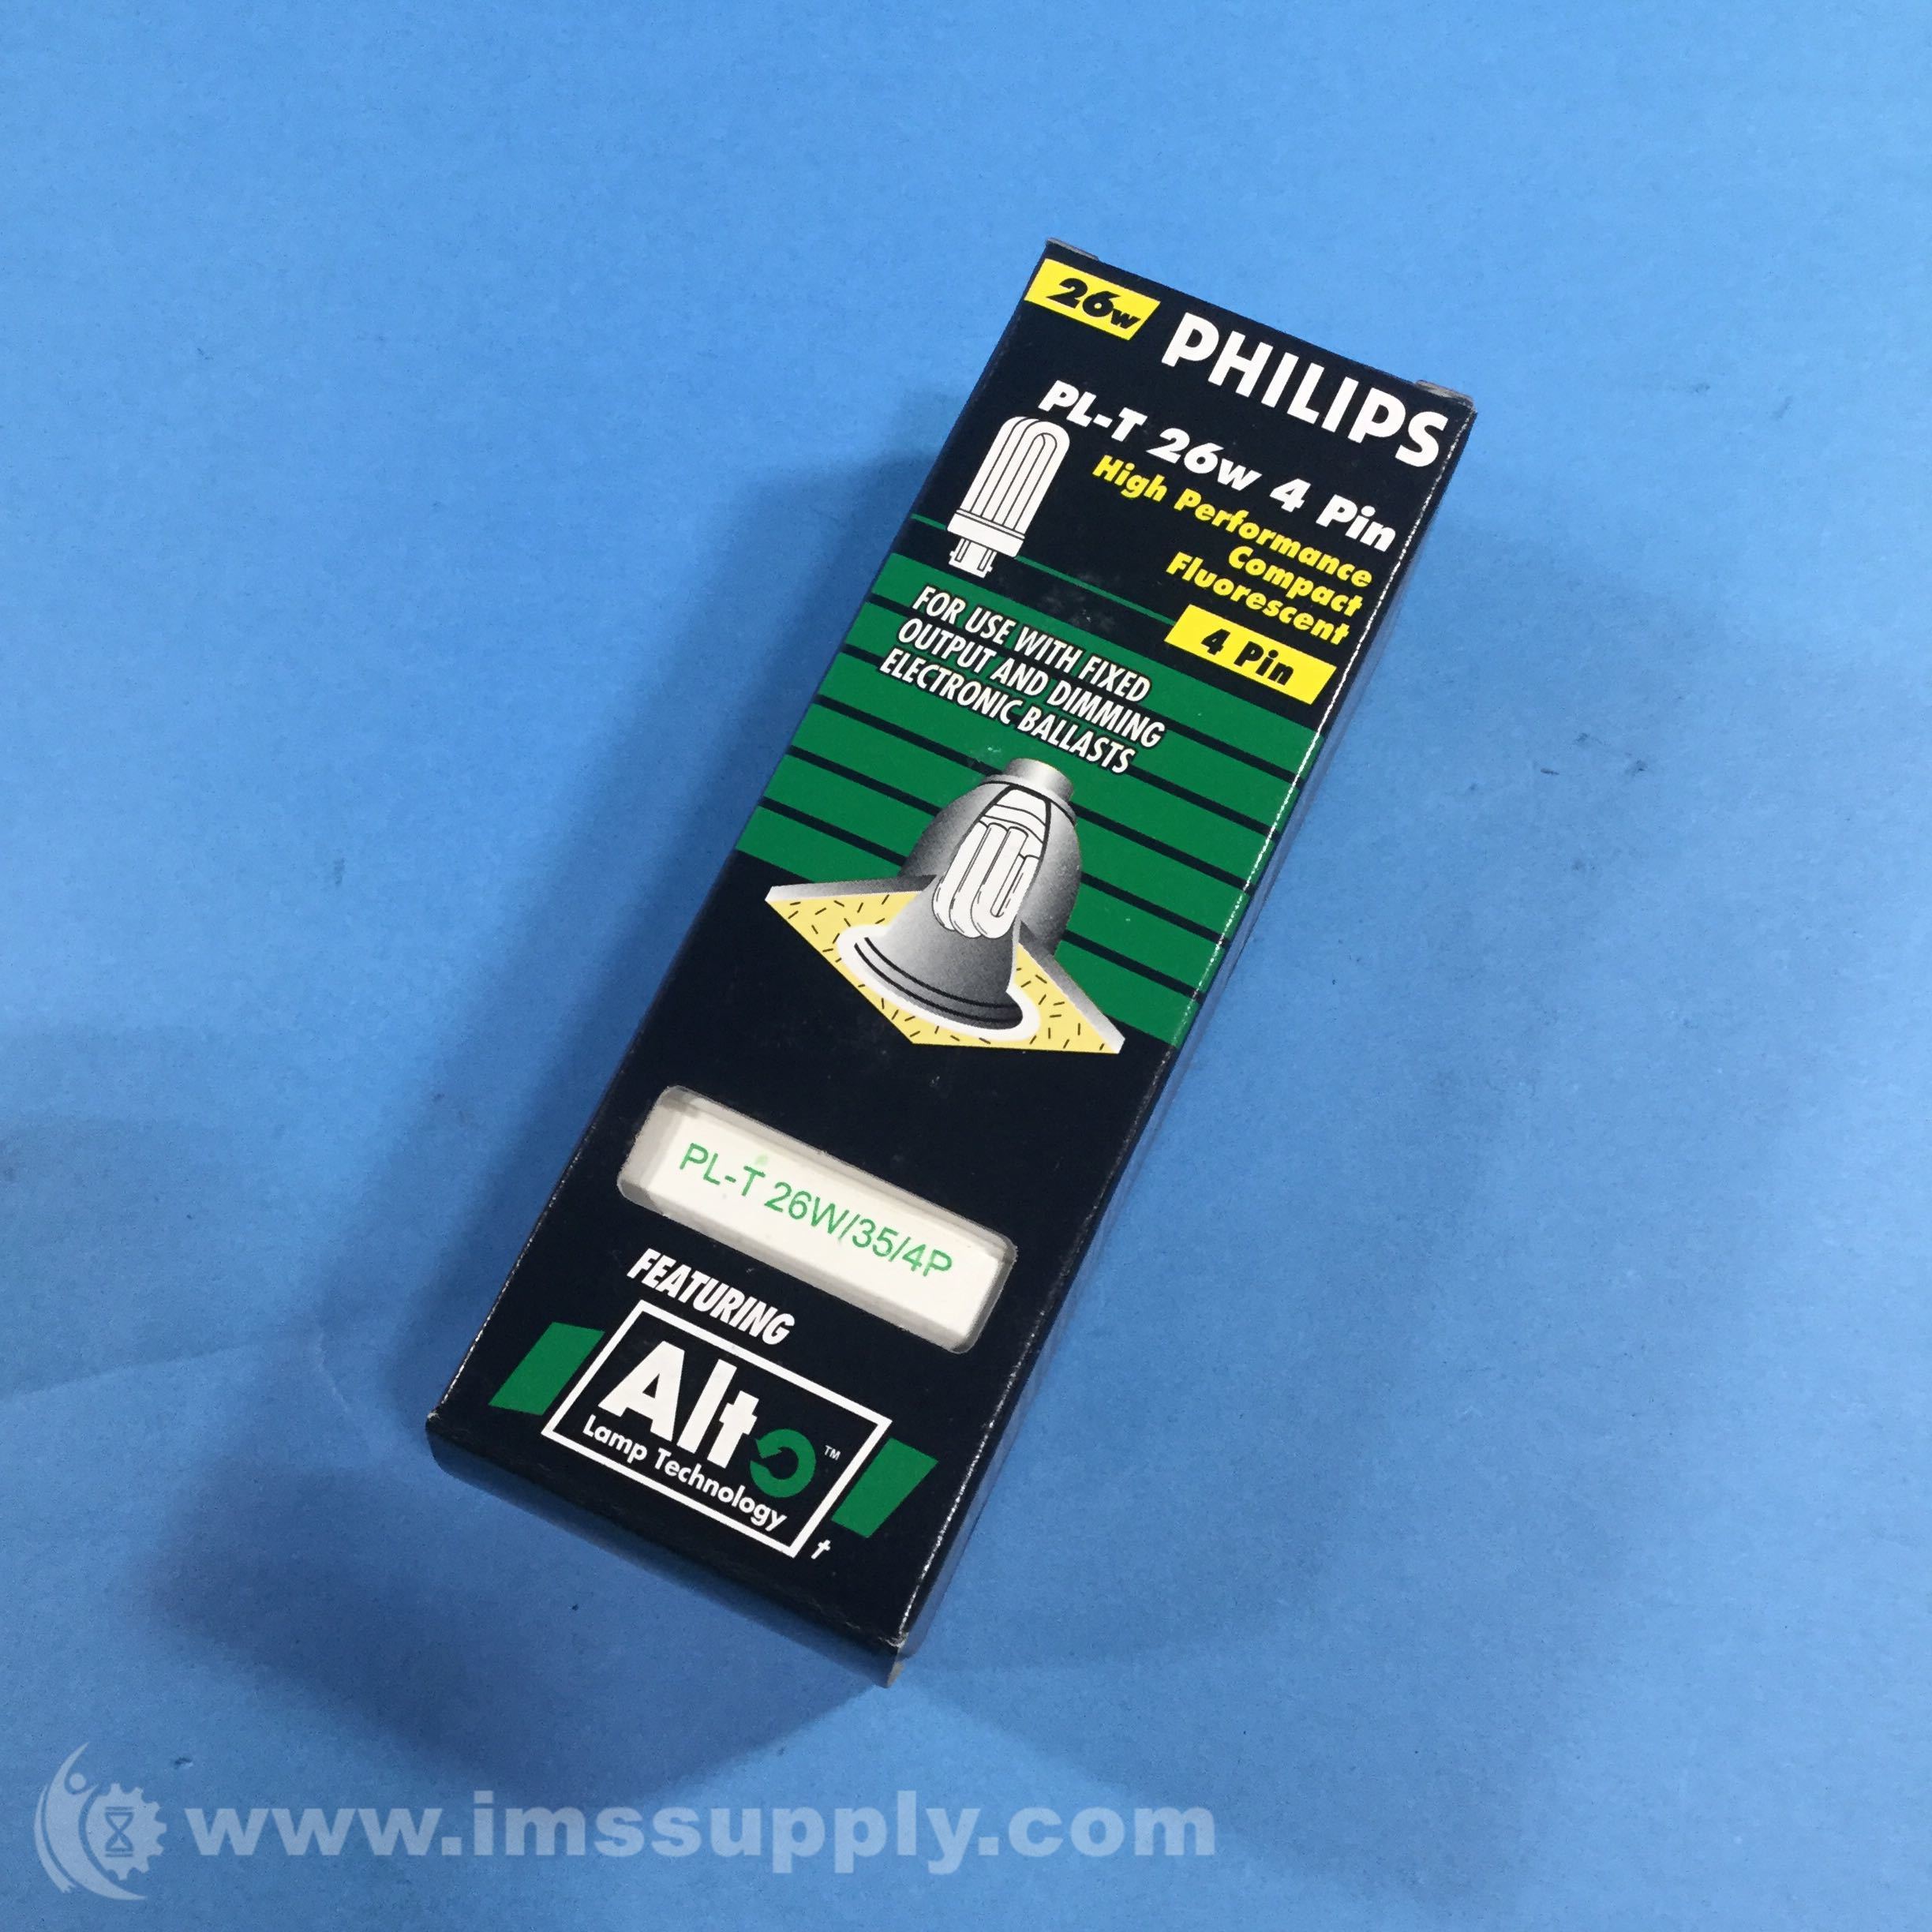 26w
PHILIPS
PL-T 26w 4 Pin
High Performance
Compact
Fluorescent
4 Pin
FOR USE WITH FIXED
OUTPUT AND DIMMING
ELECTRONIC BALLASTS
PL-T 26W/35/4P
FEATURING
Alto™
Lamp Technology
†
www.imssupply.com